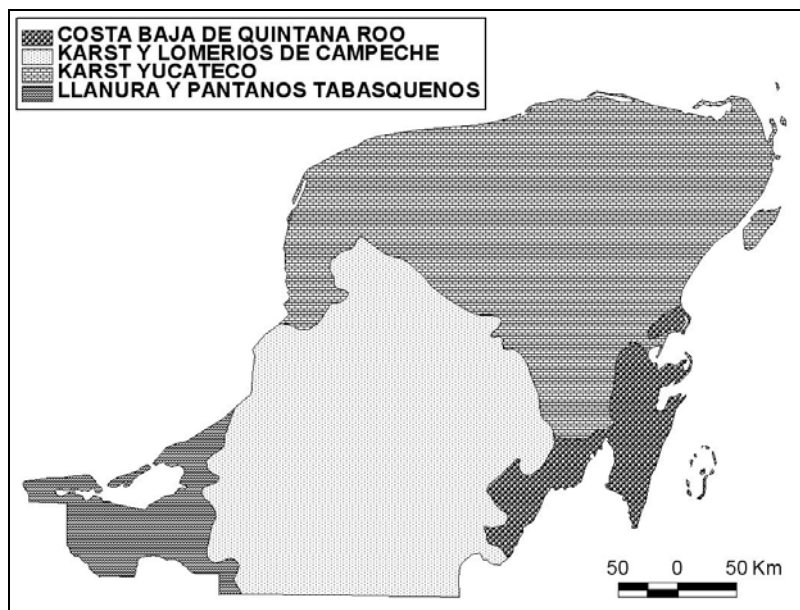 COSTA BAJA DE QUINTANA ROO
KARST Y LOMERIOS DE CAMPECHE
KARST YUCATECO
LLANURA Y PANTANOS TABASQUENOS
50 0 50 Km